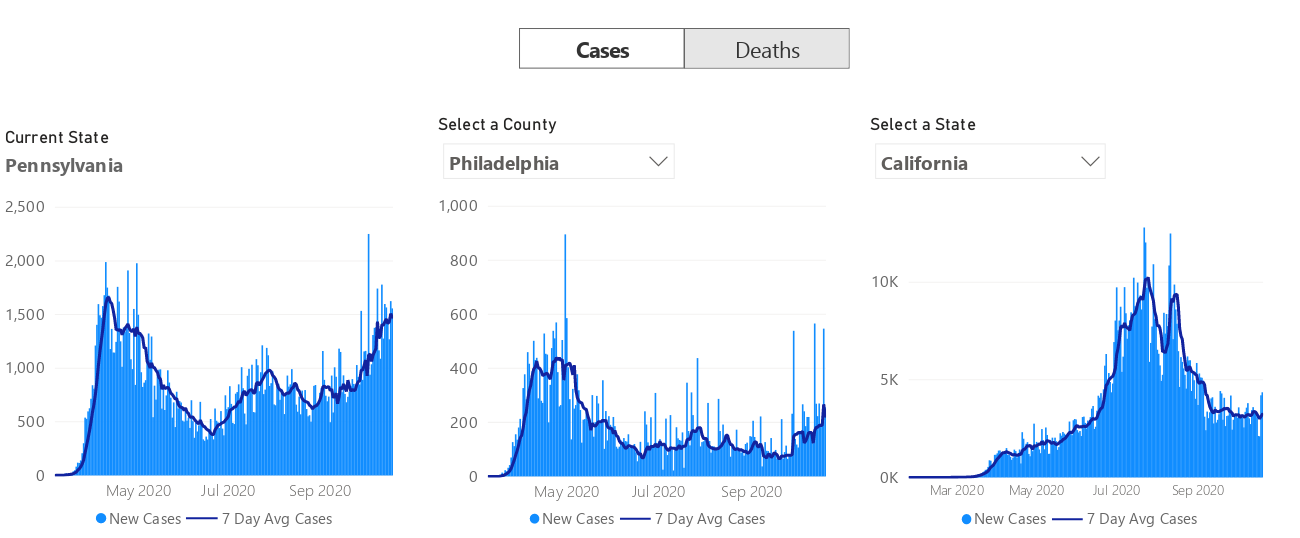 Cases
Deaths
Current State
Pennsylvania
2,500
2,000
1,500
1,000
500
0
May 2020 Jul 2020 Sep 2020
New Cases 7 Day Avg Cases
Select a County
Philadelphia
1,000
800
600
400
200
0
May 2020 Jul 2020 Sep 2020
New Cases 7 Day Avg Cases
Select a State
California
10K
5K
0K
Mar 2020 May 2020 Jul 2020 Sep 2020
New Cases 7 Day Avg Cases